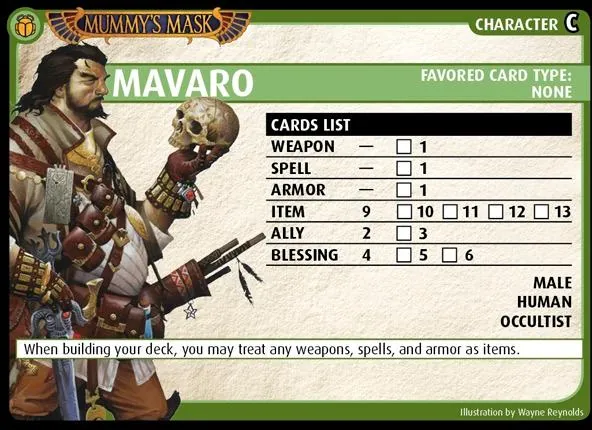 MUMMY'S MASK
CHARACTER C
MAVARO
FAVORED CARD TYPE:
NONE
CARDS LIST
WEAPON — 1
SPELL — 1
ARMOR — 1
ITEM 9 10 11 12 13
ALLY 2 3
BLESSING 4 5 6
MALE
HUMAN
OCCULTIST
When building your deck, you may treat any weapons, spells, and armor as items.
Illustration by Wayne Reynolds